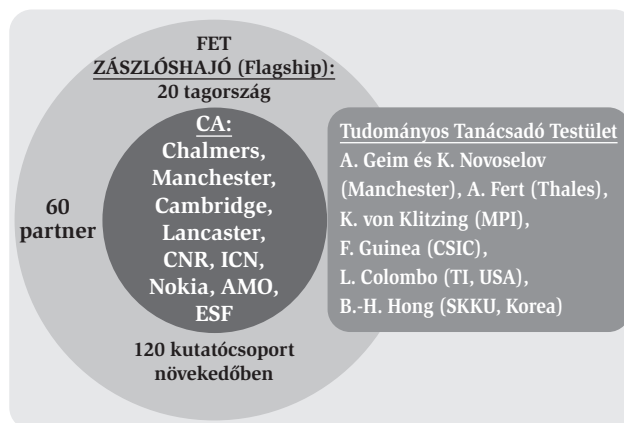 FET
ZÁSZLÓSHAJÓ (Flagship):
20 tagország
CA:
Chalmers,
Manchester,
Cambridge,
Lancaster,
CNR, ICN,
Nokia, AMO,
ESF
60
partner
120 kutatócsoport
növekedőben
Tudományos Tanácsadó Testület
A. Geim és K. Novoselov
(Manchester), A. Fert (Thales),
K. von Klitzing (MPI),
F. Guinea (CSIC),
L. Colombo (TI, USA),
B.-H. Hong (SKKU, Korea)